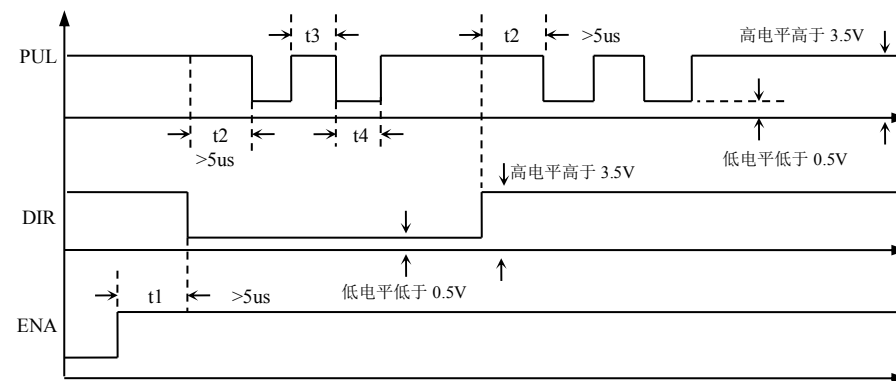 t3
t2
>5us
高电平高于 3.5V
PUL
t2
t4
>5us
低电平低于 0.5V
高电平高于 3.5V
DIR
低电平低于 0.5V
t1
>5us
ENA